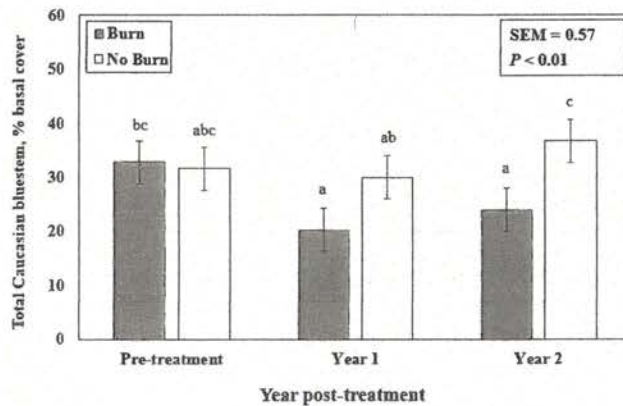 60
50
40
30
20
10
0
Total Caucasian bluestem, % basal cover
Burn
No Burn
SEM = 0.57
P < 0.01
bc
abc
a
ab
a
c
Pre-treatment
Year 1
Year 2
Year post-treatment